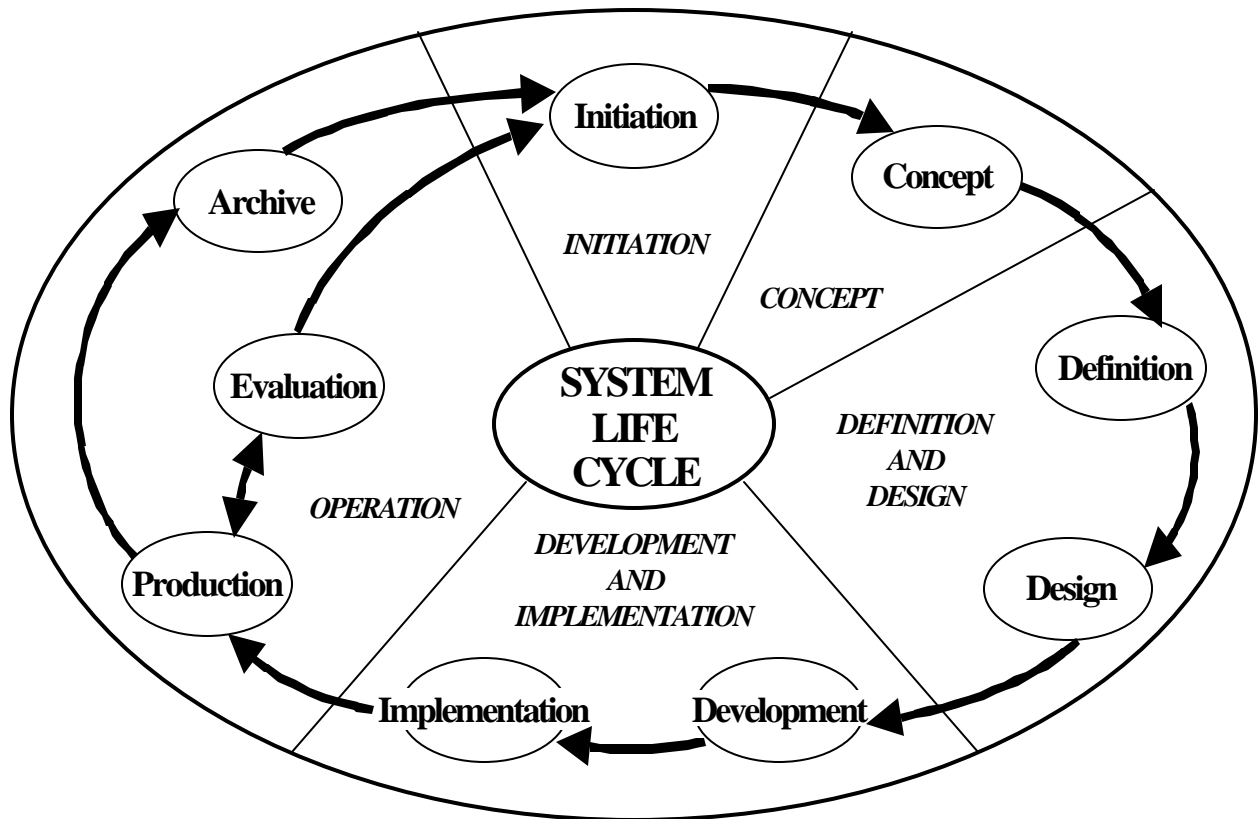 Initiation
Concept
Archive
INITIATION
CONCEPT
Definition
Evaluation
SYSTEM
LIFE
CYCLE
DEFINITION
AND
DESIGN
OPERATION
DEVELOPMENT
AND
IMPLEMENTATION
Production
Design
Implementation
Development